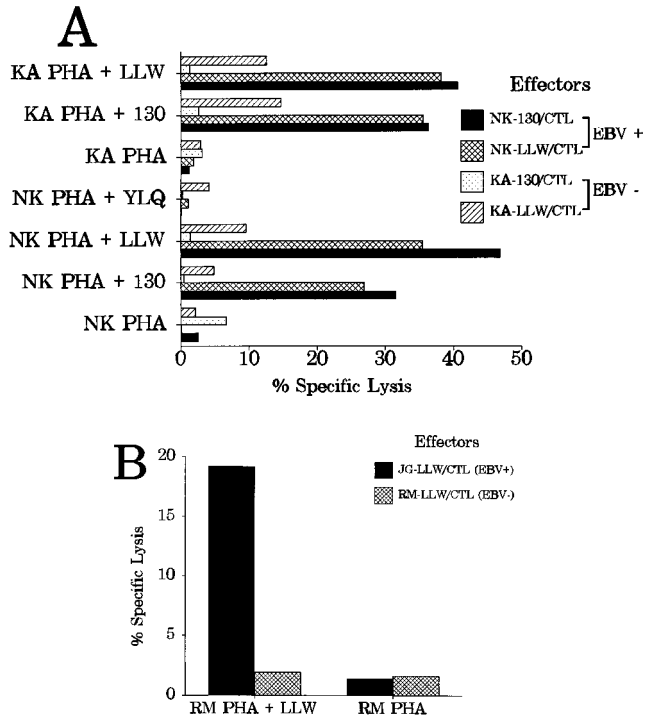 A
KA PHA + LLW
KA PHA + 130
KA PHA
NK PHA + YLQ
NK PHA + LLW
NK PHA + 130
NK PHA
0 10 20 30 40 50
% Specific Lysis
Effectors
NK-130/CTL
NK-LLW/CTL
EBV +
KA-130/CTL
KA-LLW/CTL
EBV -
B
Effectors
JG-LLW/CTL (EBV+)
RM-LLW/CTL (EBV-)
% Specific Lysis
20
15
10
5
0
RM PHA + LLW RM PHA